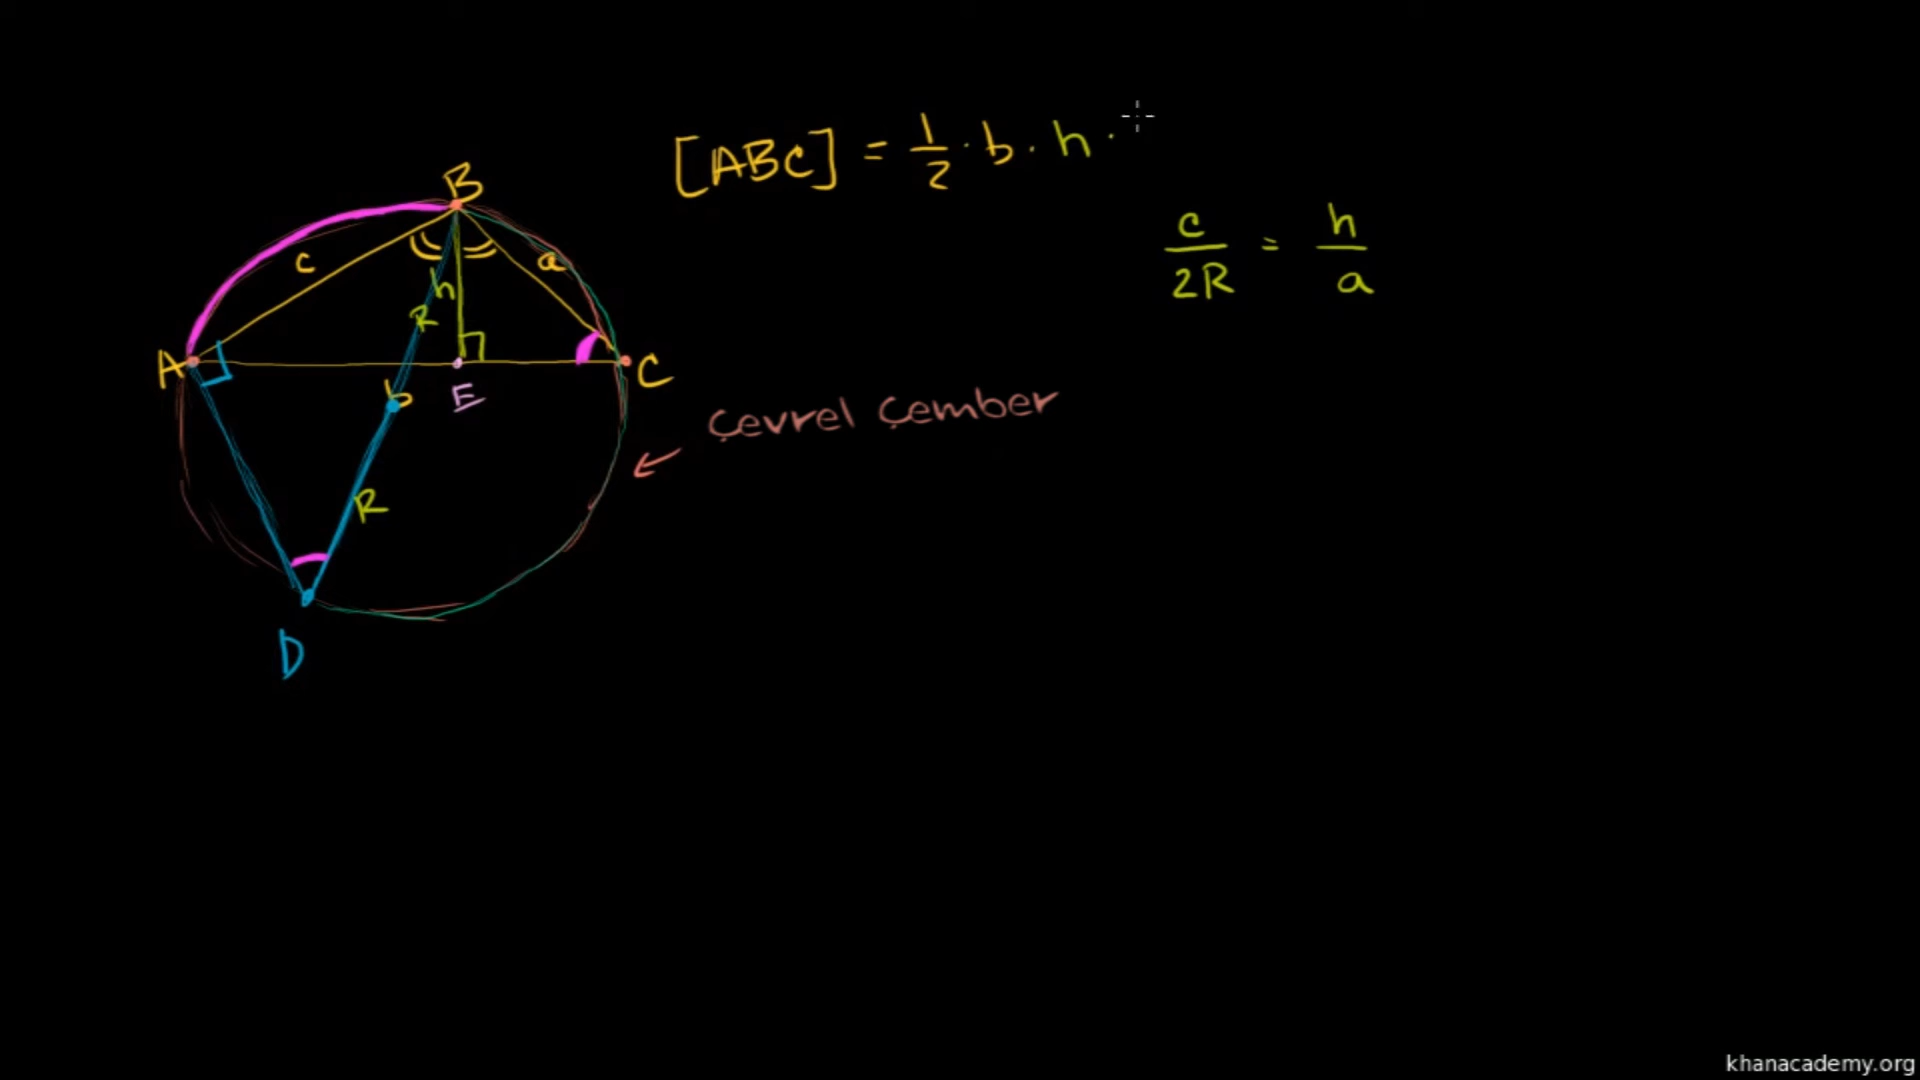 [ABC] = 1/2 · b · h ·
c/2R = h/a
B
c
a
h
R
A
C
b
E
Çevrel Çember
R
D
khanacademy.org